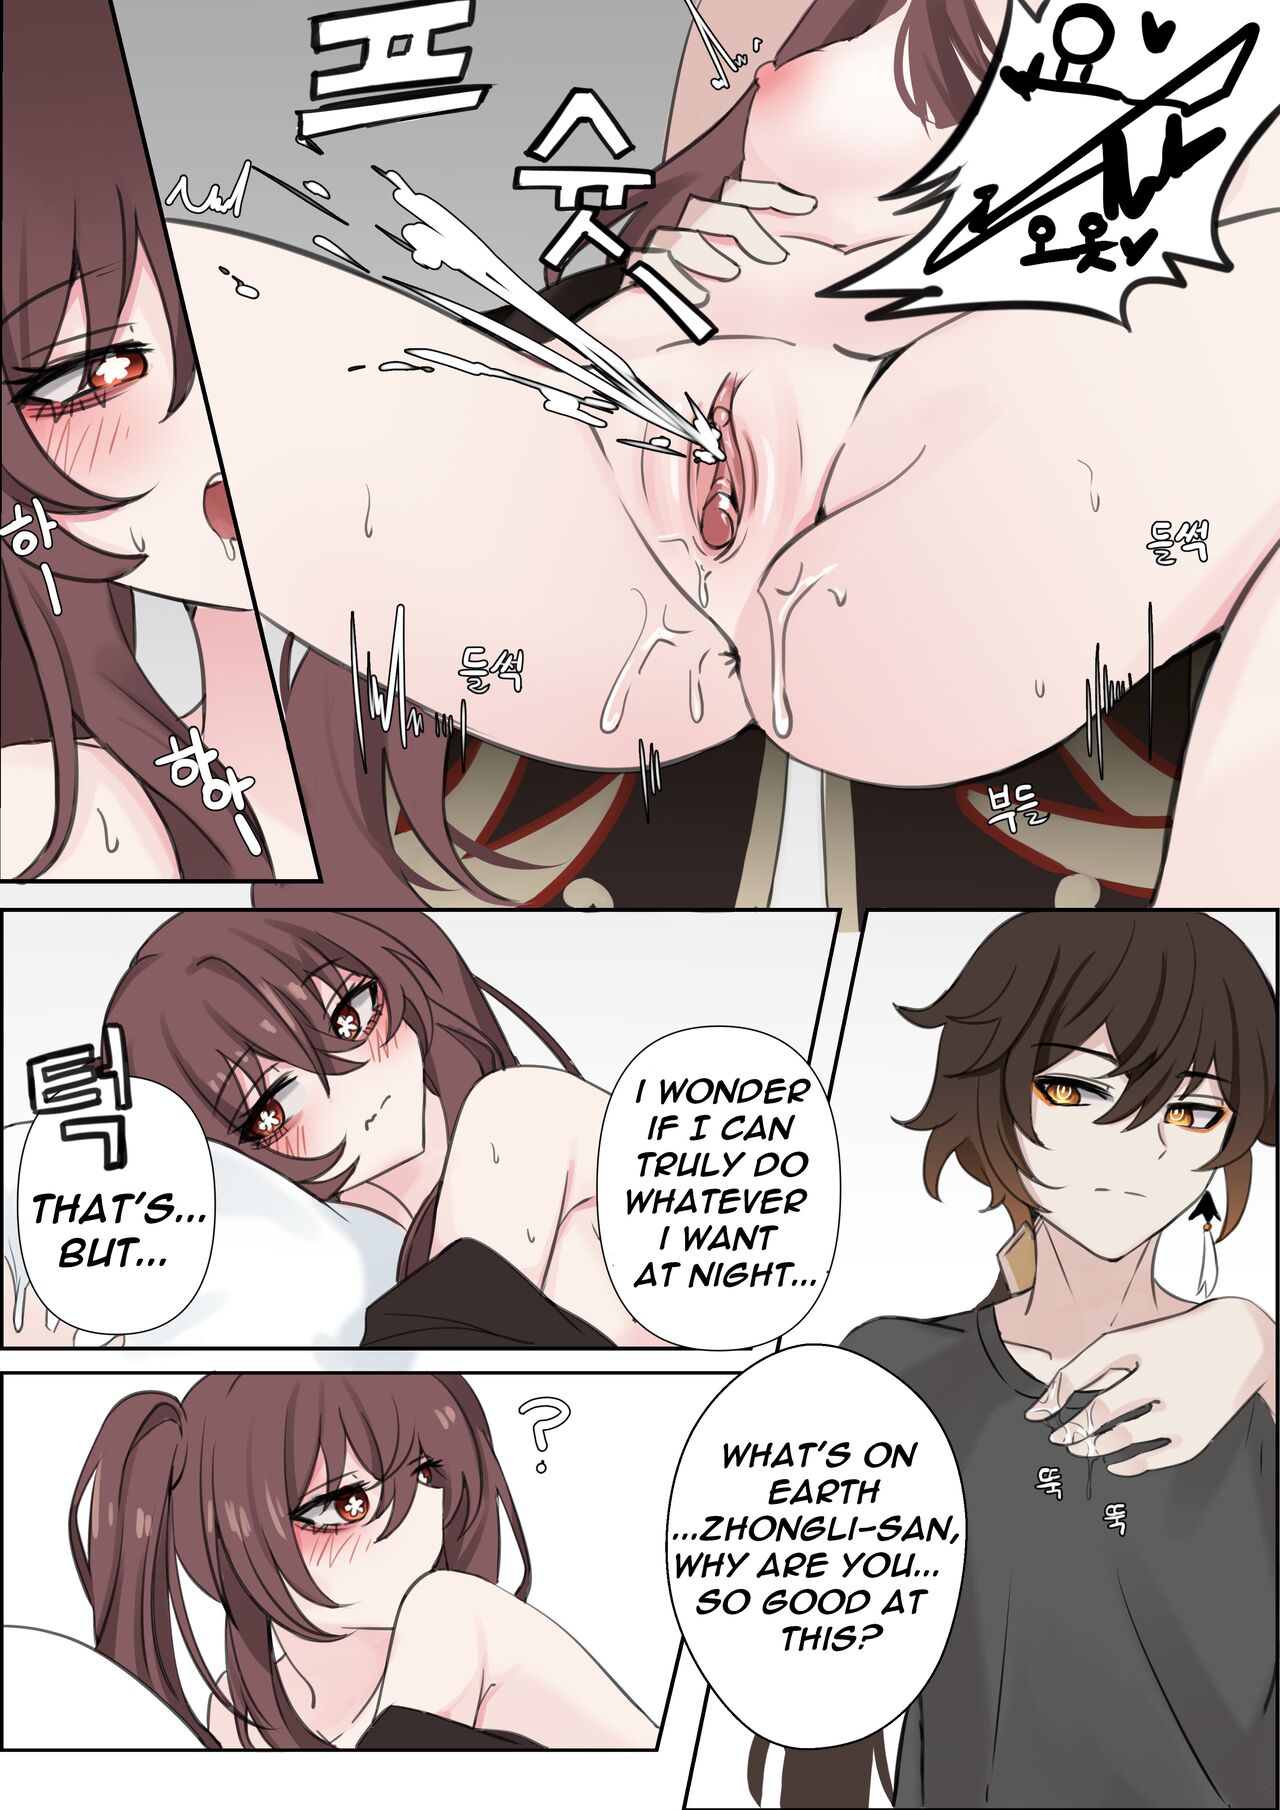 프
슛
요
오옷
하
하아
들썩
들썩
부들
턱
THAT'S...
BUT...
I WONDER
IF I CAN
TRULY DO
WHATEVER
I WANT
AT NIGHT...
?
WHAT'S ON
EARTH
...ZHONGLI-SAN,
WHY ARE YOU...
SO GOOD AT
THIS?
뚝
뚝